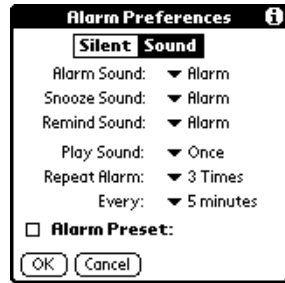 Alarm Preferences i
Silent Sound
Alarm Sound: Alarm
Snooze Sound: Alarm
Remind Sound: Alarm
Play Sound: Once
Repeat Alarm: 3 Times
Every: 5 minutes
Alarm Preset:
OK Cancel